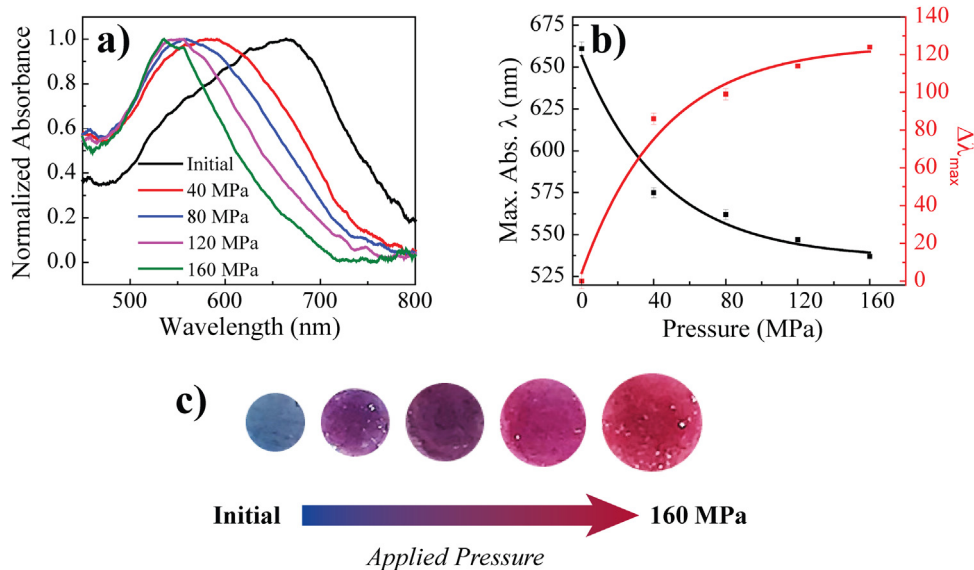 a)
Normalized Absorbance
1.0
0.8
0.6
0.4
0.2
0.0
Initial
40 MPa
80 MPa
120 MPa
160 MPa
500 600 700 800
Wavelength (nm)
b)
Max. Abs. λ (nm)
675
650
625
600
575
550
525
0 40 80 120 160
Pressure (MPa)
140
120
100
80
60
40
20
0
Δλmax
c)
Initial 160 MPa
Applied Pressure